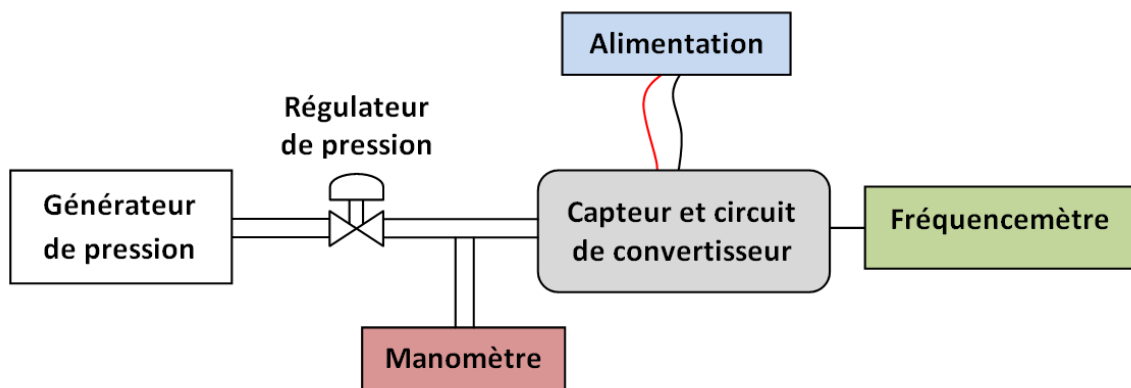 Alimentation
Régulateur
de pression
Générateur
de pression
Capteur et circuit
de convertisseur
Fréquencemètre
Manomètre